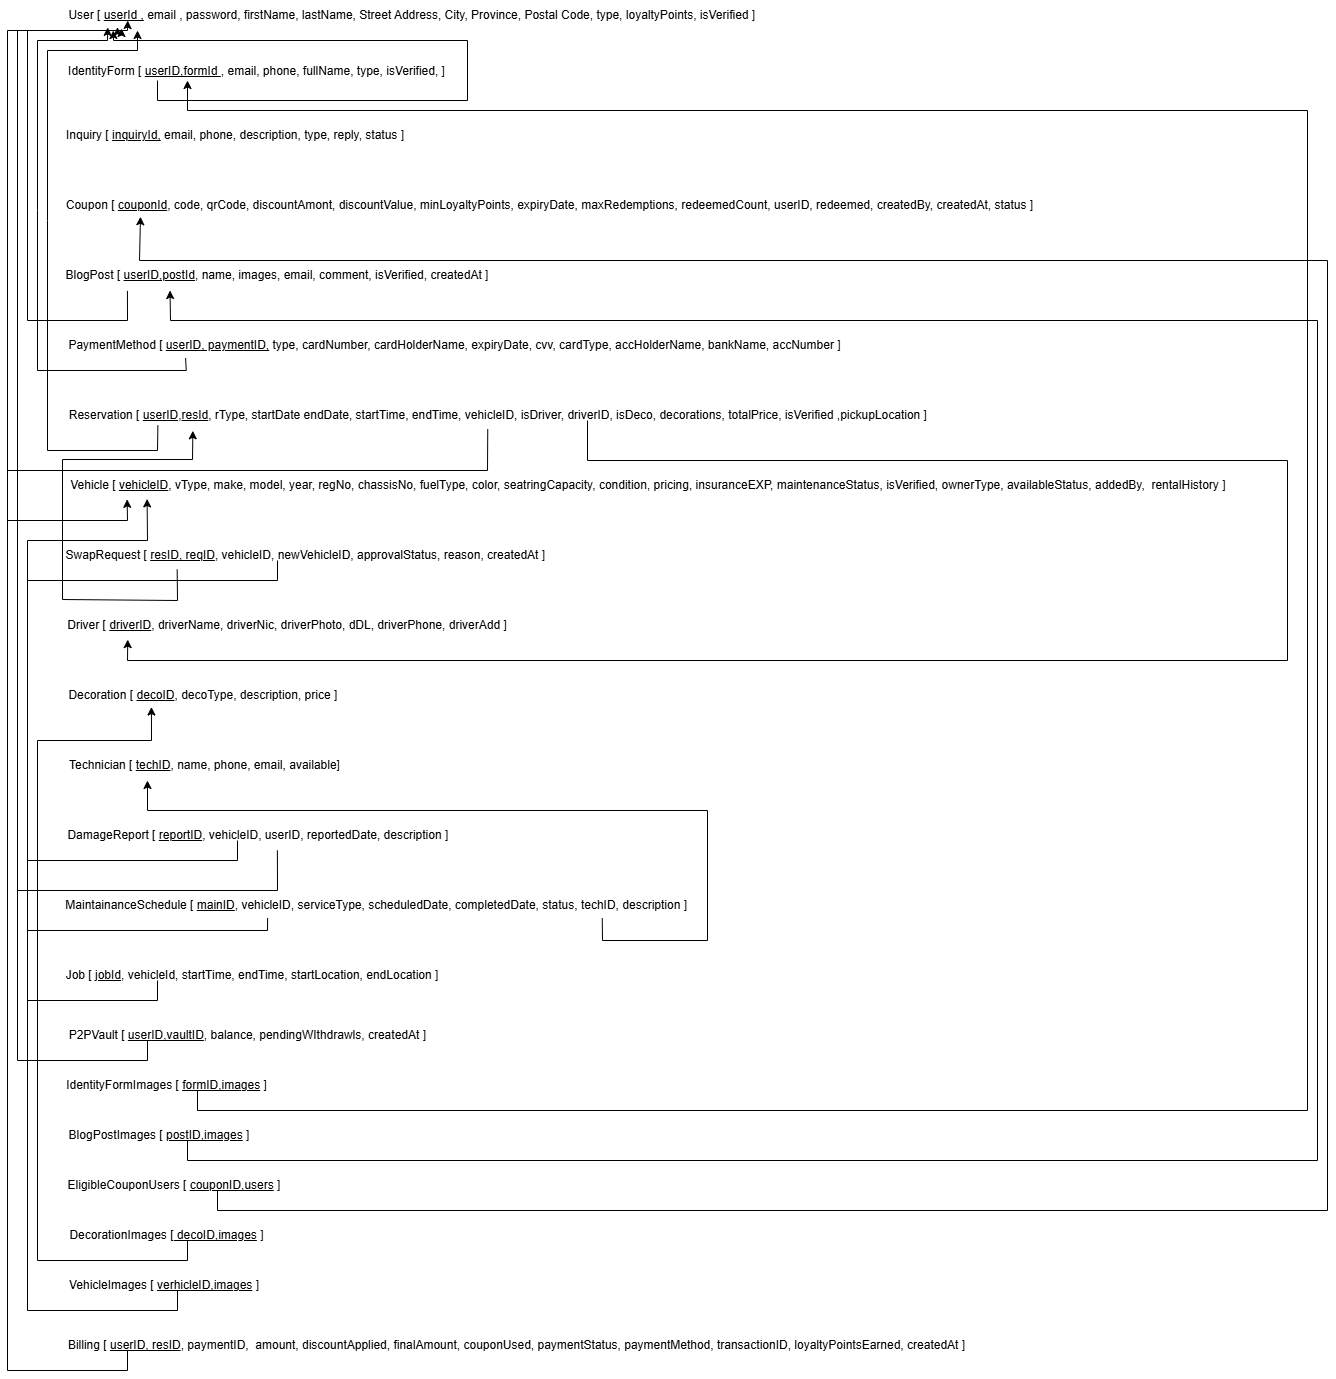 User [ userId , email , password, firstName, lastName, Street Address, City, Province, Postal Code, type, loyaltyPoints, isVerified ]
IdentityForm [ userID,formId , email, phone, fullName, type, isVerified, ]
Inquiry [ inquiryId, email, phone, description, type, reply, status ]
Coupon [ couponId, code, qrCode, discountAmont, discountValue, minLoyaltyPoints, expiryDate, maxRedemptions, redeemedCount, userID, redeemed, createdBy, createdAt, status ]
BlogPost [ userID,postId, name, images, email, comment, isVerified, createdAt ]
PaymentMethod [ userID, paymentID, type, cardNumber, cardHolderName, expiryDate, cvv, cardType, accHolderName, bankName, accNumber ]
Reservation [ userID,resId, rType, startDate endDate, startTime, endTime, vehicleID, isDriver, driverID, isDeco, decorations, totalPrice, isVerified ,pickupLocation ]
Vehicle [ vehicleID, vType, make, model, year, regNo, chassisNo, fuelType, color, seatringCapacity, condition, pricing, insuranceEXP, maintenanceStatus, isVerified, ownerType, availableStatus, addedBy, rentalHistory ]
SwapRequest [ resID, reqID, vehicleID, newVehicleID, approvalStatus, reason, createdAt ]
Driver [ driverID, driverName, driverNic, driverPhoto, dDL, driverPhone, driverAdd ]
Decoration [ decoID, decoType, description, price ]
Technician [ techID, name, phone, email, available]
DamageReport [ reportID, vehicleID, userID, reportedDate, description ]
MaintainanceSchedule [ mainID, vehicleID, serviceType, scheduledDate, completedDate, status, techID, description ]
Job [ jobId, vehicleId, startTime, endTime, startLocation, endLocation ]
P2PVault [ userID,vaultID, balance, pendingWIthdrawls, createdAt ]
IdentityFormImages [ formID,images ]
BlogPostImages [ postID,images ]
EligibleCouponUsers [ couponID,users ]
DecorationImages [ decoID,images ]
VehicleImages [ verhicleID,images ]
Billing [ userID, resID, paymentID, amount, discountApplied, finalAmount, couponUsed, paymentStatus, paymentMethod, transactionID, loyaltyPointsEarned, createdAt ]